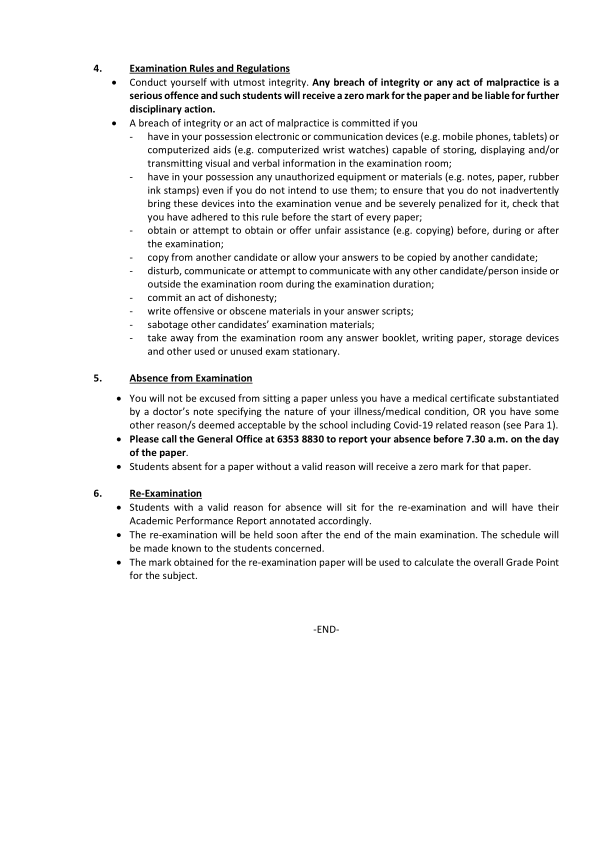 4. Examination Rules and Regulations
• Conduct yourself with utmost integrity. Any breach of integrity or any act of malpractice is a
serious offence and such students will receive a zero mark for the paper and be liable for further
disciplinary action.
• A breach of integrity or an act of malpractice is committed if you
- have in your possession electronic or communication devices (e.g. mobile phones, tablets) or
computerized aids (e.g. computerized wrist watches) capable of storing, displaying and/or
transmitting visual and verbal information in the examination room;
- have in your possession any unauthorized equipment or materials (e.g. notes, paper, rubber
ink stamps) even if you do not intend to use them; to ensure that you do not inadvertently
bring these devices into the examination venue and be severely penalized for it, check that
you have adhered to this rule before the start of every paper;
- obtain or attempt to obtain or offer unfair assistance (e.g. copying) before, during or after
the examination;
- copy from another candidate or allow your answers to be copied by another candidate;
- disturb, communicate or attempt to communicate with any other candidate/person inside or
outside the examination room during the examination duration;
- commit an act of dishonesty;
- write offensive or obscene materials in your answer scripts;
- sabotage other candidates' examination materials;
- take away from the examination room any answer booklet, writing paper, storage devices
and other used or unused exam stationary.
5. Absence from Examination
• You will not be excused from sitting a paper unless you have a medical certificate substantiated
by a doctor's note specifying the nature of your illness/medical condition, OR you have some
other reason/s deemed acceptable by the school including Covid-19 related reason (see Para 1).
• Please call the General Office at 6353 8830 to report your absence before 7.30 a.m. on the day
of the paper.
• Students absent for a paper without a valid reason will receive a zero mark for that paper.
6. Re-Examination
• Students with a valid reason for absence will sit for the re-examination and will have their
Academic Performance Report annotated accordingly.
• The re-examination will be held soon after the end of the main examination. The schedule will
be made known to the students concerned.
• The mark obtained for the re-examination paper will be used to calculate the overall Grade Point
for the subject.
-END-